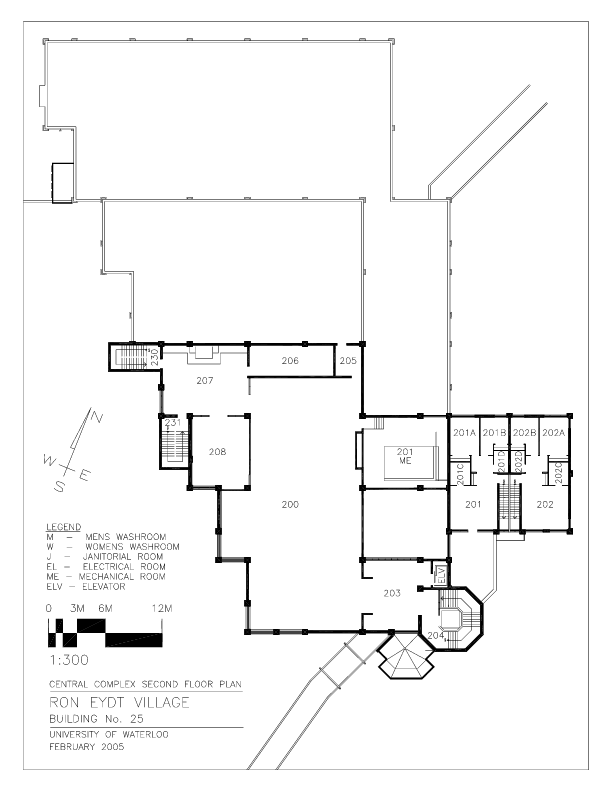 230
206
205
207
231
208
201
ME
201A
201B
202B
202A
201C
201D
202D
202C
200
201
202
N
W
E
S
ELV
203
204
LEGEND
M – MENS WASHROOM
W – WOMENS WASHROOM
J – JANITORIAL ROOM
EL – ELECTRICAL ROOM
ME – MECHANICAL ROOM
ELV – ELEVATOR
0 3M 6M 12M
1:300
CENTRAL COMPLEX SECOND FLOOR PLAN
RON EYDT VILLAGE
BUILDING No. 25
UNIVERSITY OF WATERLOO
FEBRUARY 2005